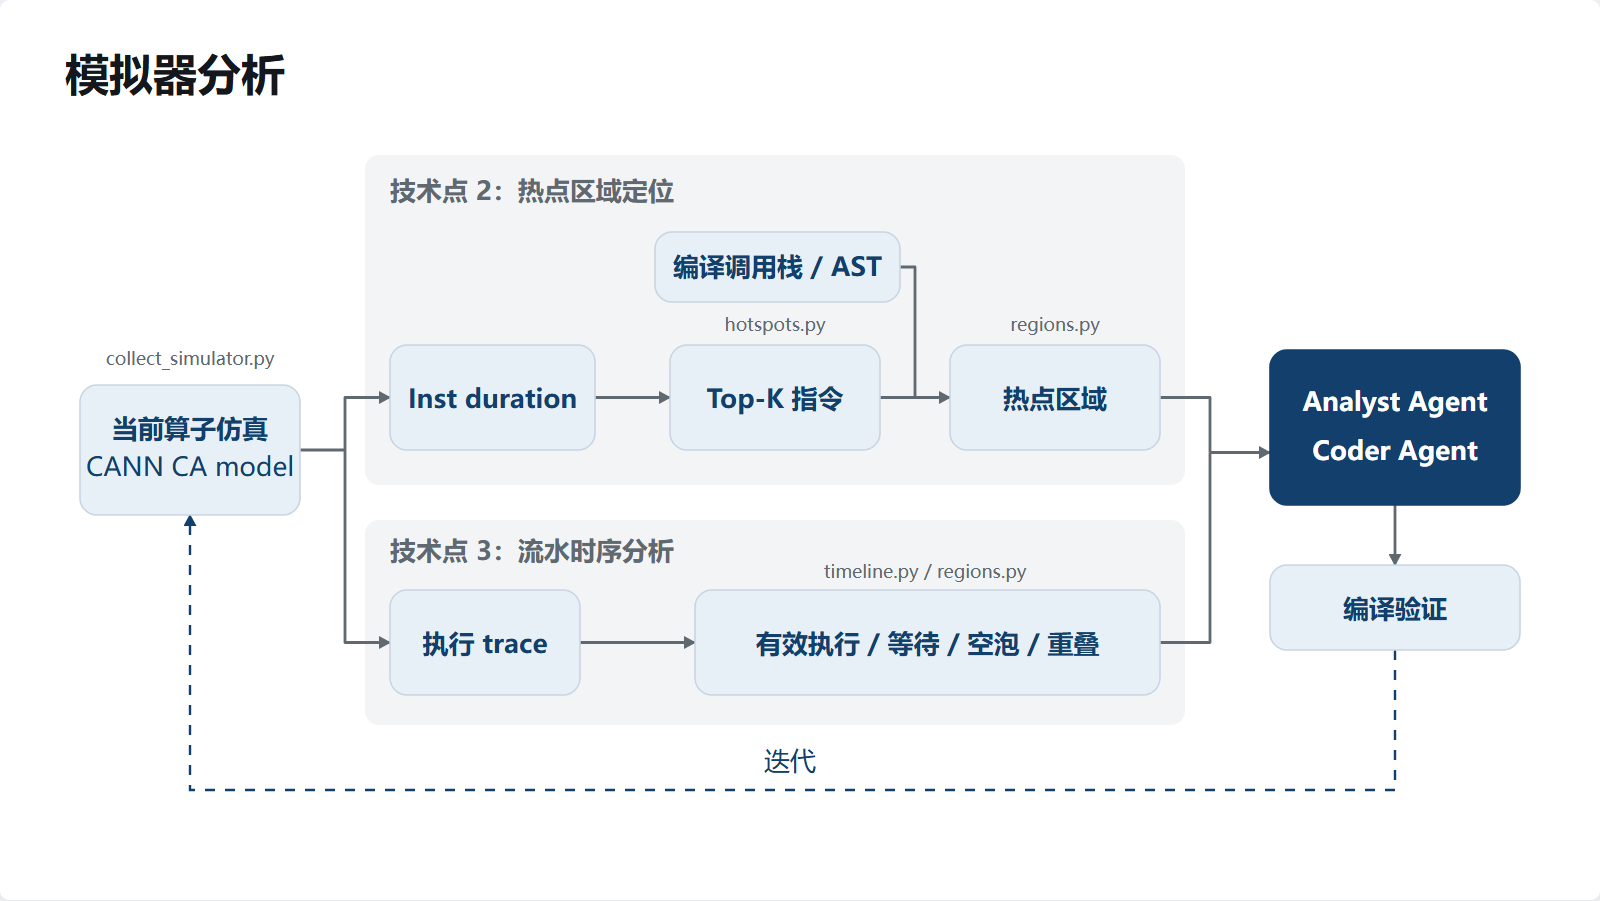 模拟器分析
技术点 2：热点区域定位
编译调用栈 / AST
hotspots.py
regions.py
collect_simulator.py
当前算子仿真
CANN CA model
Inst duration
Top-K 指令
热点区域
Analyst Agent
Coder Agent
技术点 3：流水时序分析
timeline.py / regions.py
执行 trace
有效执行 / 等待 / 空泡 / 重叠
编译验证
迭代